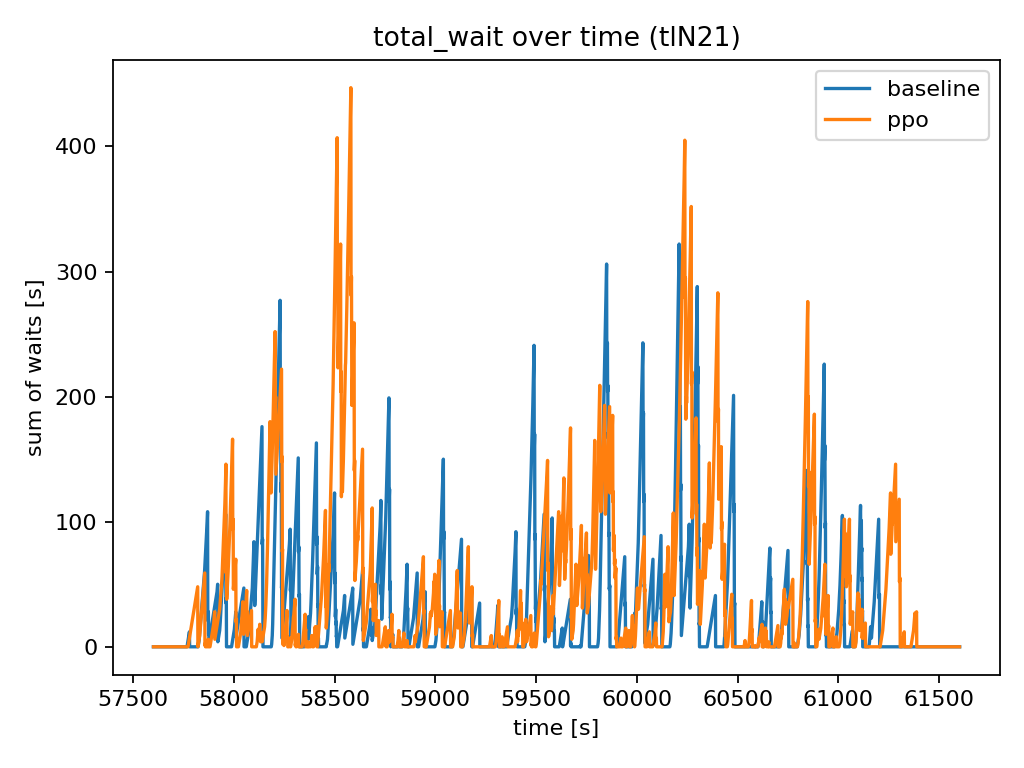 total_wait over time (tlN21)
baseline
ppo
400
300
200
100
0
sum of waits [s]
57500 58000 58500 59000 59500 60000 60500 61000 61500
time [s]